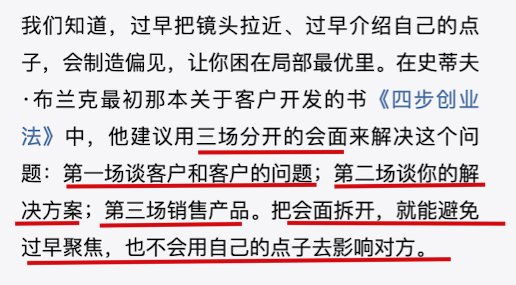 我们知道，过早把镜头拉近、过早介绍自己的点
子，会制造偏见，让你困在局部最优里。在史蒂夫
·布兰克最初那本关于客户开发的书《四步创业
法》中，他建议用三场分开的会面来解决这个问
题：第一场谈客户和客户的问题；第二场谈你的解
决方案；第三场销售产品。把会面拆开，就能避免
过早聚焦，也不会用自己的点子去影响对方。